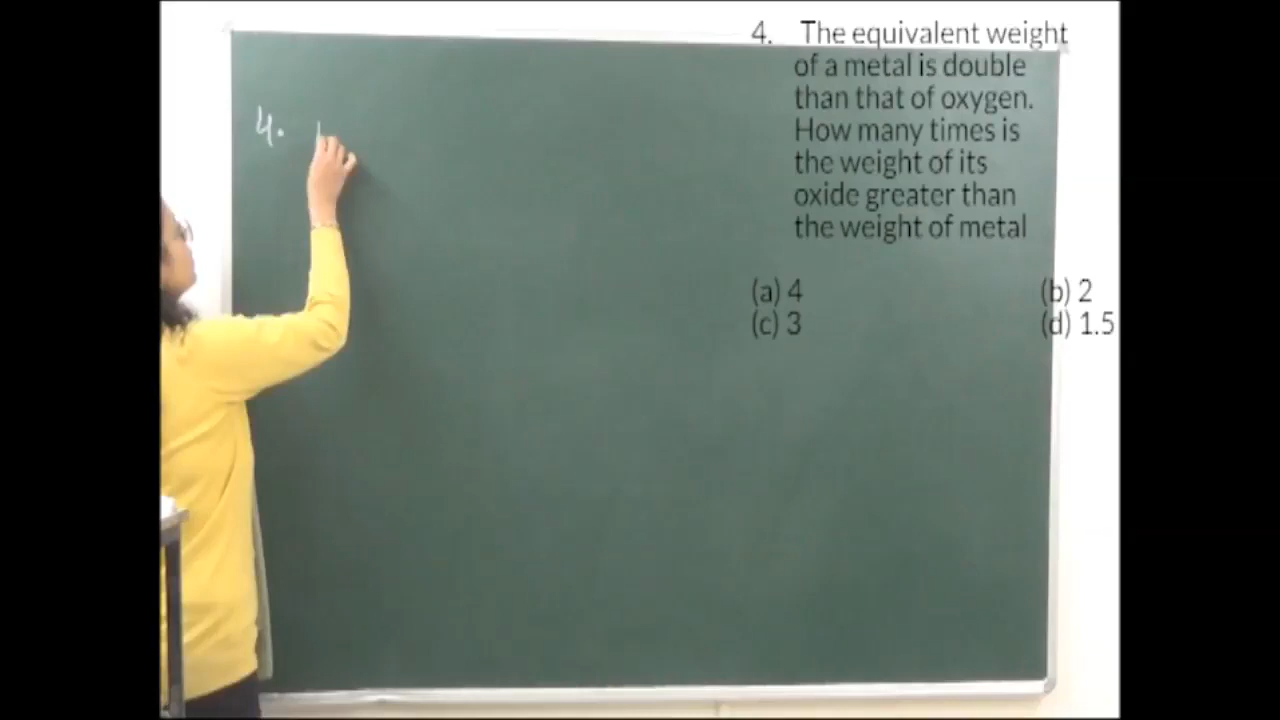 4.
4. The equivalent weight
of a metal is double
than that of oxygen.
How many times is
the weight of its
oxide greater than
the weight of metal
(a) 4 (b) 2
(c) 3 (d) 1.5